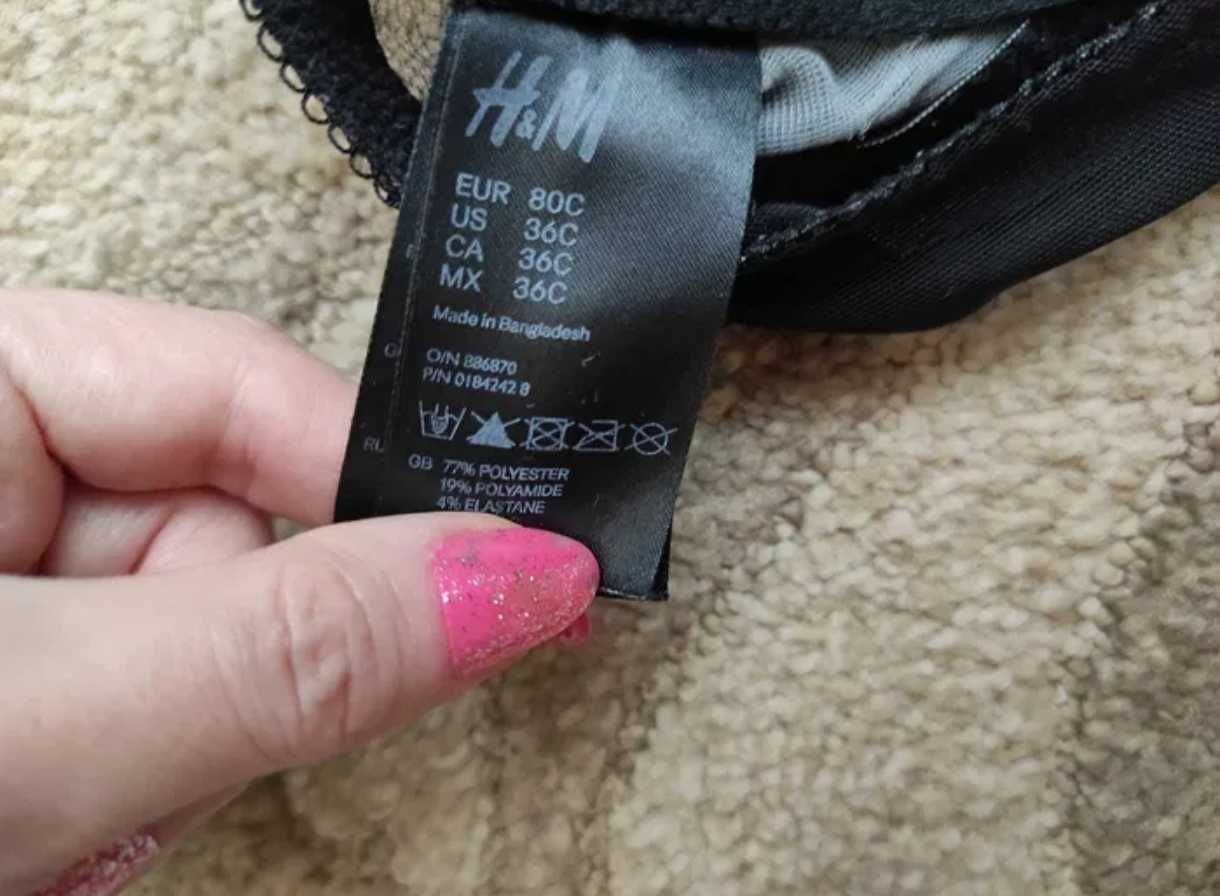 H&M
EUR 80C
US 36C
CA 36C
MX 36C
Made in Bangladesh
O/N 886870
P/N 0184242 8
GB 77% POLYESTER
19% POLYAMIDE
4% ELASTANE
RU